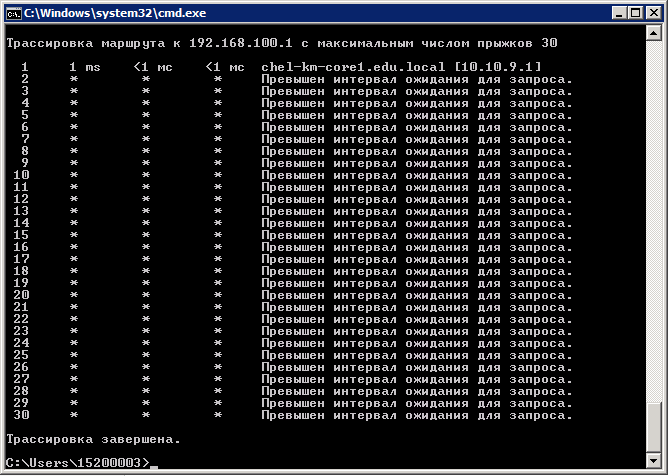 C:\Windows\system32\cmd.exe
Трассировка маршрута к 192.168.100.1 с максимальным числом прыжков 30
1 1 ms <1 мс <1 мс chel-km-core1.edu.local [10.10.9.1]
2 * * * Превышен интервал ожидания для запроса.
3 * * * Превышен интервал ожидания для запроса.
4 * * * Превышен интервал ожидания для запроса.
5 * * * Превышен интервал ожидания для запроса.
6 * * * Превышен интервал ожидания для запроса.
7 * * * Превышен интервал ожидания для запроса.
8 * * * Превышен интервал ожидания для запроса.
9 * * * Превышен интервал ожидания для запроса.
10 * * * Превышен интервал ожидания для запроса.
11 * * * Превышен интервал ожидания для запроса.
12 * * * Превышен интервал ожидания для запроса.
13 * * * Превышен интервал ожидания для запроса.
14 * * * Превышен интервал ожидания для запроса.
15 * * * Превышен интервал ожидания для запроса.
16 * * * Превышен интервал ожидания для запроса.
17 * * * Превышен интервал ожидания для запроса.
18 * * * Превышен интервал ожидания для запроса.
19 * * * Превышен интервал ожидания для запроса.
20 * * * Превышен интервал ожидания для запроса.
21 * * * Превышен интервал ожидания для запроса.
22 * * * Превышен интервал ожидания для запроса.
23 * * * Превышен интервал ожидания для запроса.
24 * * * Превышен интервал ожидания для запроса.
25 * * * Превышен интервал ожидания для запроса.
26 * * * Превышен интервал ожидания для запроса.
27 * * * Превышен интервал ожидания для запроса.
28 * * * Превышен интервал ожидания для запроса.
29 * * * Превышен интервал ожидания для запроса.
30 * * * Превышен интервал ожидания для запроса.
Трассировка завершена.
C:\Users\15200003>_